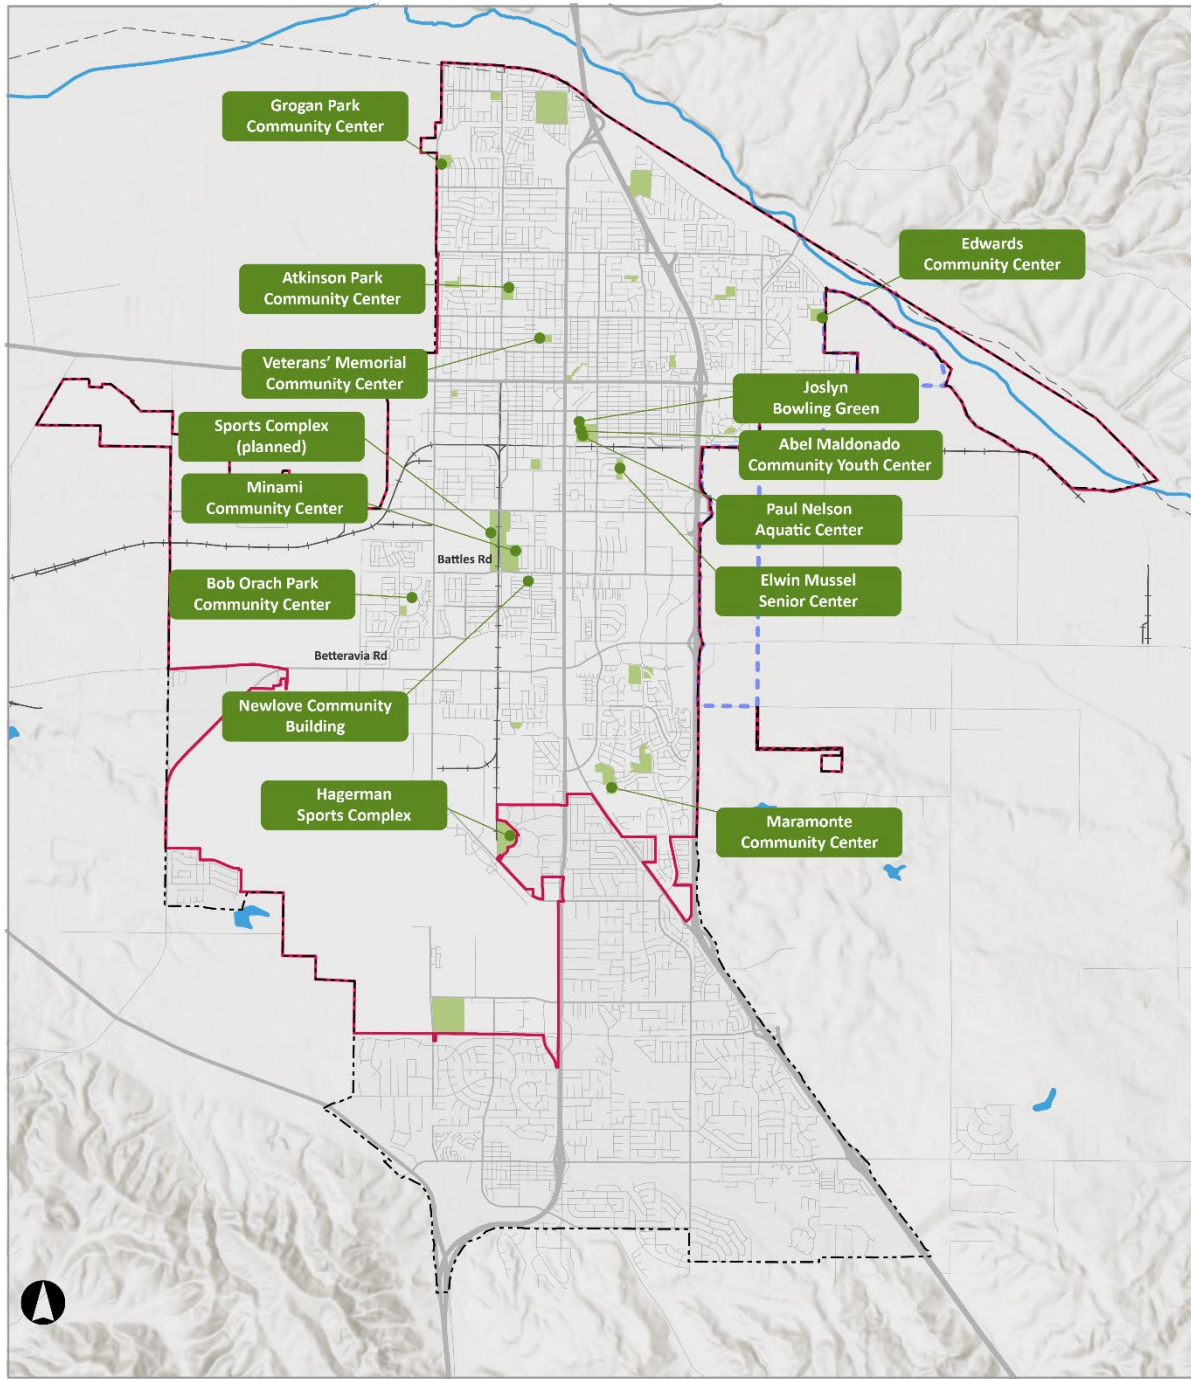 Grogan Park
Community Center
Edwards
Community Center
Atkinson Park
Community Center
Veterans’ Memorial
Community Center
Joslyn
Bowling Green
Sports Complex
(planned)
Abel Maldonado
Community Youth Center
Minami
Community Center
Paul Nelson
Aquatic Center
Battles Rd
Bob Orach Park
Community Center
Elwin Mussel
Senior Center
Betteravia Rd
Newlove Community
Building
Hagerman
Sports Complex
Maramonte
Community Center